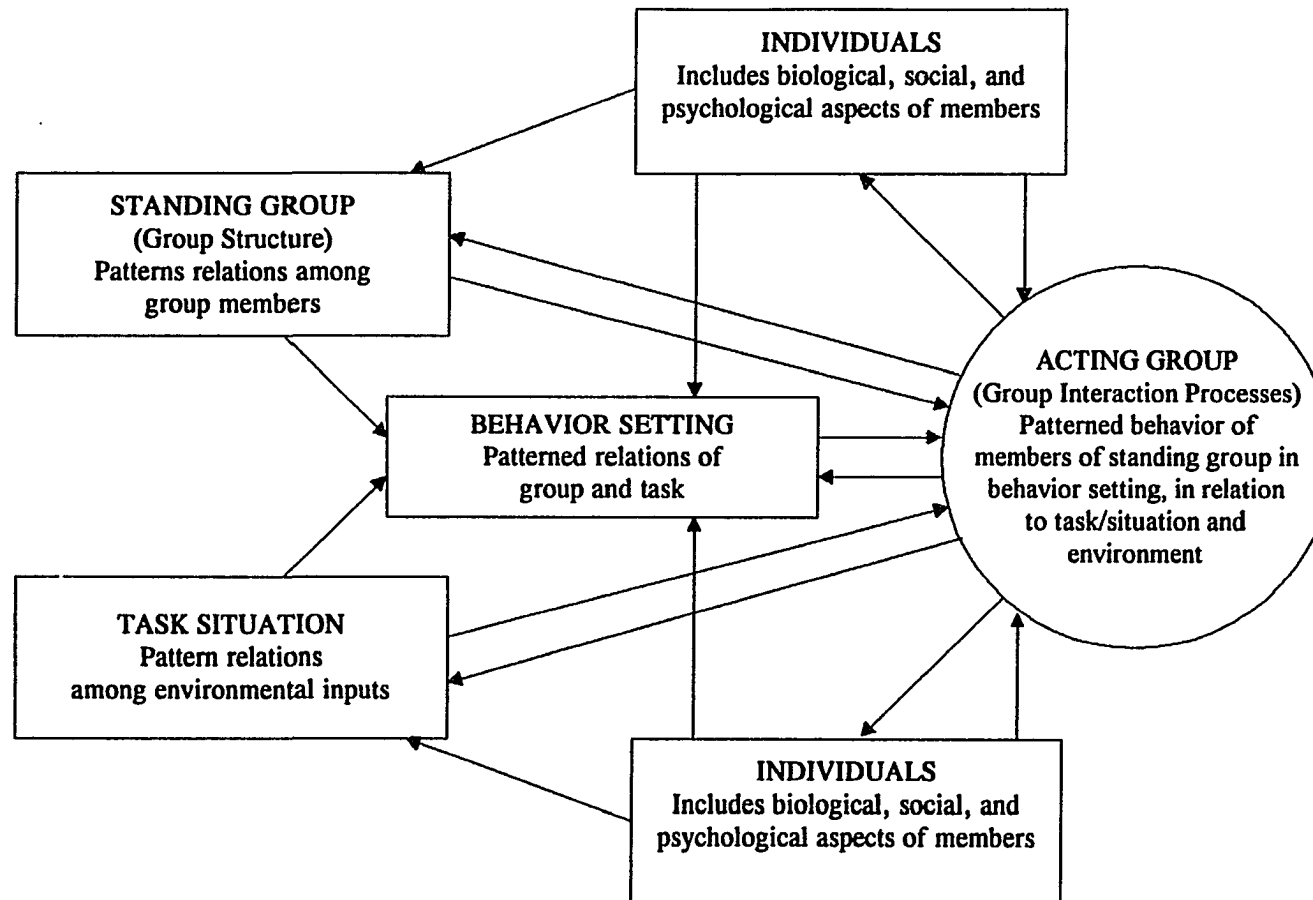 INDIVIDUALS
Includes biological, social, and
psychological aspects of members
STANDING GROUP
(Group Structure)
Patterns relations among
group members
ACTING GROUP
(Group Interaction Processes)
Patterned behavior of
members of standing group in
behavior setting, in relation
to task/situation and
environment
BEHAVIOR SETTING
Patterned relations of
group and task
TASK SITUATION
Pattern relations
among environmental inputs
INDIVIDUALS
Includes biological, social, and
psychological aspects of members